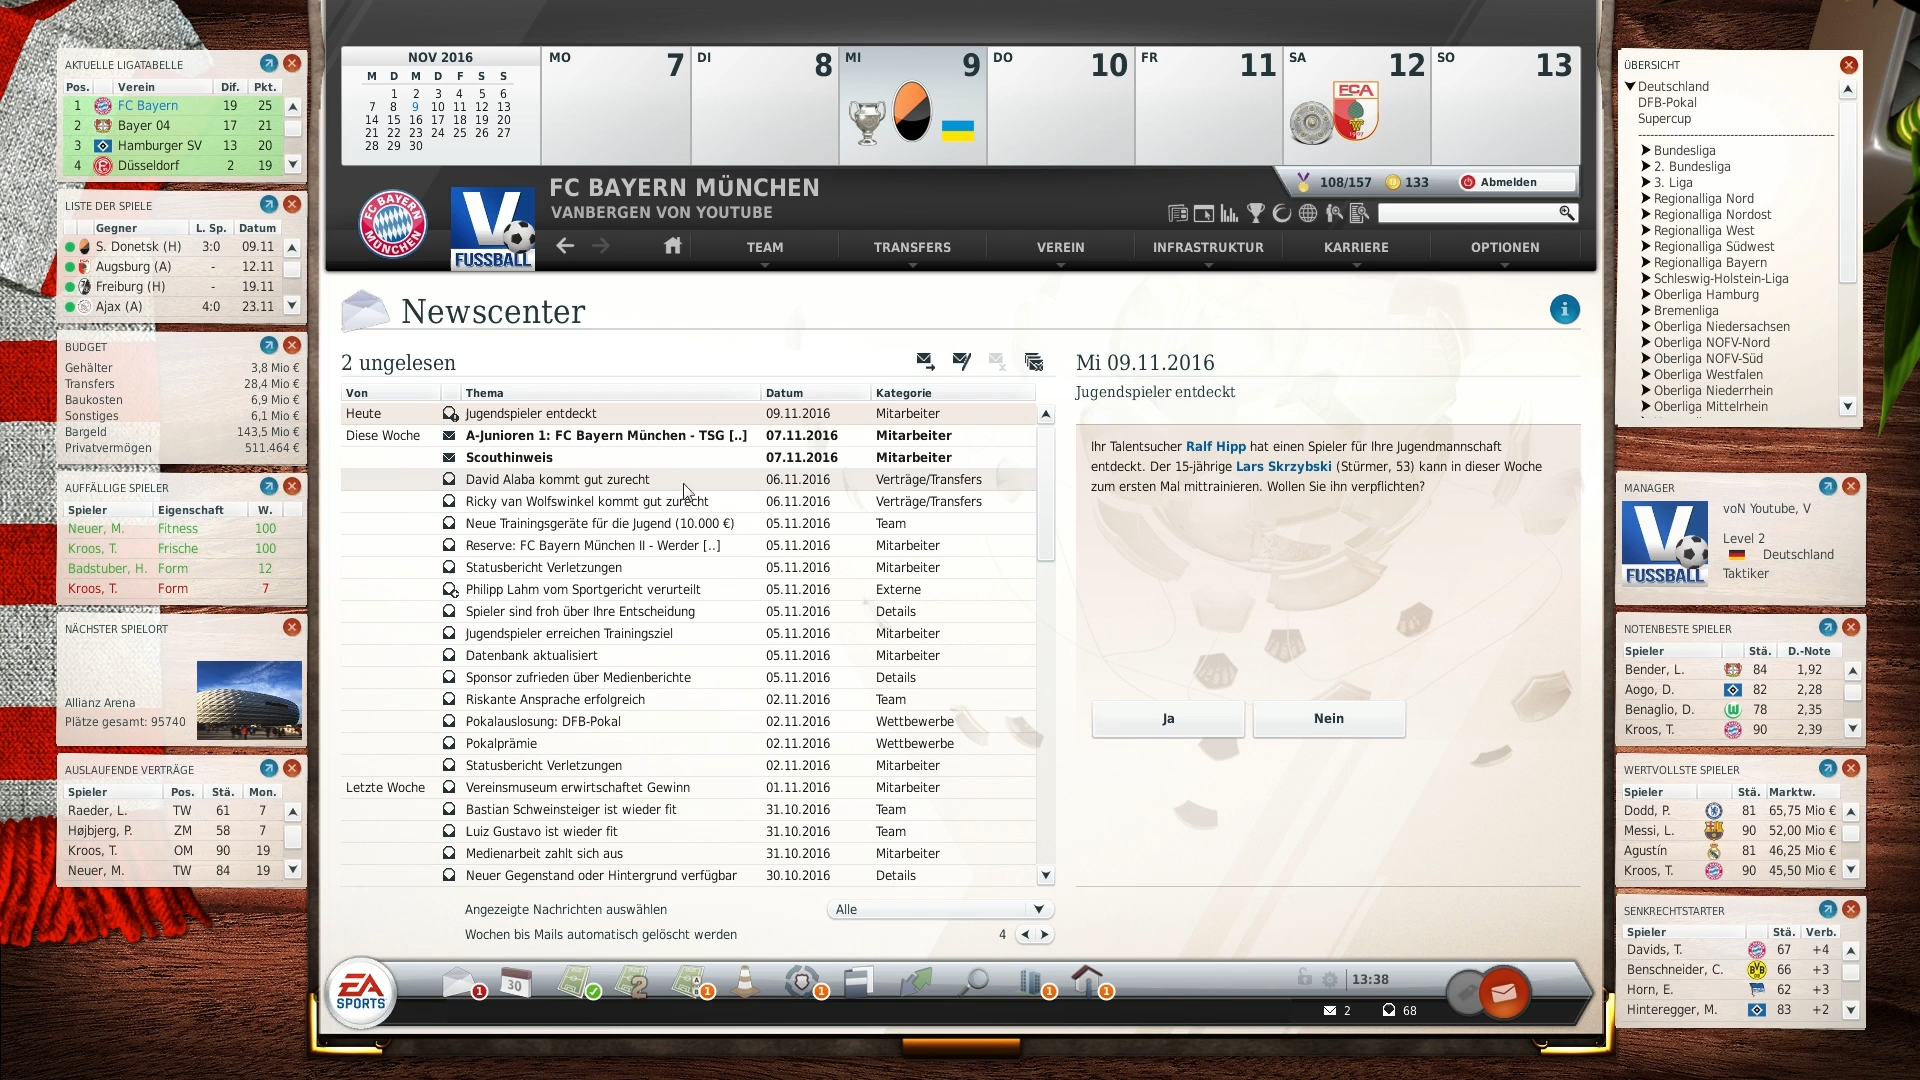 AKTUELLE LIGATABELLE
Pos. Verein Dif. Pkt.
1 FC Bayern 19 25
2 Bayer 04 17 21
3 Hamburger SV 13 20
4 Düsseldorf 2 19
LISTE DER SPIELE
Gegner L. Sp. Datum
S. Donetsk (H) 3:0 09.11
Augsburg (A) - 12.11
Freiburg (H) - 19.11
Ajax (A) 4:0 23.11
BUDGET
Gehälter 3,8 Mio €
Transfers 28,4 Mio €
Baukosten 6,9 Mio €
Sonstiges 6,1 Mio €
Bargeld 143,5 Mio €
Privatvermögen 511.464 €
AUFFÄLLIGE SPIELER
Spieler Eigenschaft W.
Neuer, M. Fitness 100
Kroos, T. Frische 100
Badstuber, H. Form 12
Kroos, T. Form 7
NÄCHSTER SPIELORT
Allianz Arena
Plätze gesamt: 95740
AUSLAUFENDE VERTRÄGE
Spieler Pos. Stä. Mon.
Raeder, L. TW 61 7
Højbjerg, P. ZM 58 7
Kroos, T. OM 90 19
Neuer, M. TW 84 19
NOV 2016
M D M D F S S
1 2 3 4 5 6
7 8 9 10 11 12 13
14 15 16 17 18 19 20
21 22 23 24 25 26 27
28 29 30
MO 7 DI 8 MI 9 DO 10 FR 11 SA 12 SO 13
FCA
1907
108/157 133 Abmelden
FC BAYERN MÜNCHEN
VANBERGEN VON YOUTUBE
FC BAYERN MÜNCHEN
V FUSSBALL
TEAM TRANSFERS VEREIN INFRASTRUKTUR KARRIERE OPTIONEN
Newscenter
2 ungelesen
Von Thema Datum Kategorie
Heute Jugendspieler entdeckt 09.11.2016 Mitarbeiter
Diese Woche A-Junioren 1: FC Bayern München - TSG [..] 07.11.2016 Mitarbeiter
Scouthinweis 07.11.2016 Mitarbeiter
David Alaba kommt gut zurecht 06.11.2016 Verträge/Transfers
Ricky van Wolfswinkel kommt gut zurecht 06.11.2016 Verträge/Transfers
Neue Trainingsgeräte für die Jugend (10.000 €) 05.11.2016 Team
Reserve: FC Bayern München II - Werder [..] 05.11.2016 Mitarbeiter
Statusbericht Verletzungen 05.11.2016 Mitarbeiter
Philipp Lahm vom Sportgericht verurteilt 05.11.2016 Externe
Spieler sind froh über Ihre Entscheidung 05.11.2016 Details
Jugendspieler erreichen Trainingsziel 05.11.2016 Mitarbeiter
Datenbank aktualisiert 05.11.2016 Mitarbeiter
Sponsor zufrieden über Medienberichte 05.11.2016 Details
Riskante Ansprache erfolgreich 02.11.2016 Team
Pokalauslosung: DFB-Pokal 02.11.2016 Wettbewerbe
Pokalprämie 02.11.2016 Wettbewerbe
Statusbericht Verletzungen 02.11.2016 Mitarbeiter
Letzte Woche Vereinsmuseum erwirtschaftet Gewinn 01.11.2016 Mitarbeiter
Bastian Schweinsteiger ist wieder fit 31.10.2016 Team
Luiz Gustavo ist wieder fit 31.10.2016 Team
Medienarbeit zahlt sich aus 31.10.2016 Mitarbeiter
Neuer Gegenstand oder Hintergrund verfügbar 30.10.2016 Details
Angezeigte Nachrichten auswählen Alle
Wochen bis Mails automatisch gelöscht werden 4
Mi 09.11.2016
Jugendspieler entdeckt
Ihr Talentsucher Ralf Hipp hat einen Spieler für Ihre Jugendmannschaft
entdeckt. Der 15-jährige Lars Skrzybski (Stürmer, 53) kann in dieser Woche
zum ersten Mal mittrainieren. Wollen Sie ihn verpflichten?
Ja Nein
EA SPORTS
1 30 2 1 1 1 1
13:38
2 68
ÜBERSICHT
Deutschland
DFB-Pokal
Supercup
Bundesliga
2. Bundesliga
3. Liga
Regionalliga Nord
Regionalliga Nordost
Regionalliga West
Regionalliga Südwest
Regionalliga Bayern
Schleswig-Holstein-Liga
Oberliga Hamburg
Bremenliga
Oberliga Niedersachsen
Oberliga NOFV-Nord
Oberliga NOFV-Süd
Oberliga Westfalen
Oberliga Niederrhein
Oberliga Mittelrhein
MANAGER
V FUSSBALL
voN Youtube, V
Level 2
Deutschland
Taktiker
NOTENBESTE SPIELER
Spieler Stä. D.-Note
Bender, L. 84 1,92
Aogo, D. 82 2,28
Benaglio, D. 78 2,35
Kroos, T. 90 2,39
WERTVOLLSTE SPIELER
Spieler Stä. Marktw.
Dodd, P. 81 65,75 Mio €
Messi, L. 90 52,00 Mio €
Agustín 81 46,25 Mio €
Kroos, T. 90 45,50 Mio €
SENKRECHTSTARTER
Spieler Stä. Verb.
Davids, T. 67 +4
Benschneider, C. 66 +3
Horn, E. 62 +3
Hinteregger, M. 83 +2